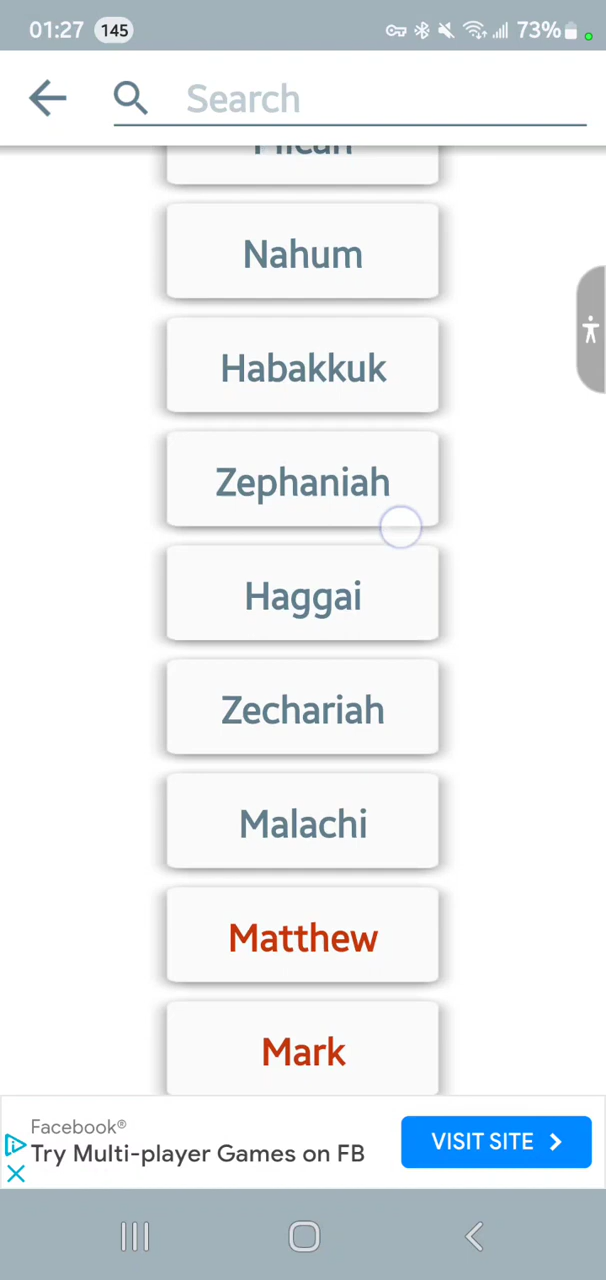 01:27 145 73%
Search
Micah
Nahum
Habakkuk
Zephaniah
Haggai
Zechariah
Malachi
Matthew
Mark
Facebook®
Try Multi-player Games on FB
VISIT SITE